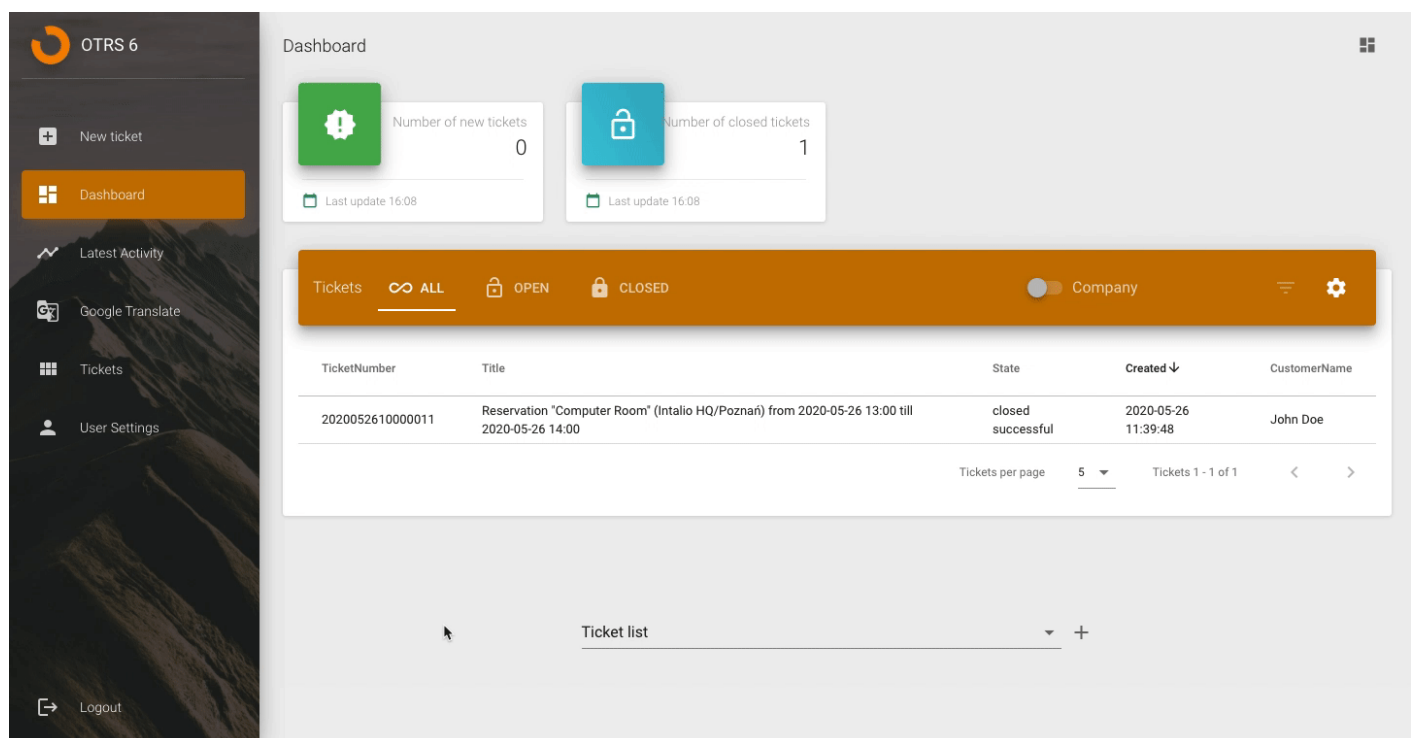 OTRS 6
New ticket
Dashboard
Latest Activity
Google Translate
Tickets
User Settings
Logout
Dashboard
Number of new tickets
0
Last update 16:08
Number of closed tickets
1
Last update 16:08
Tickets ALL OPEN CLOSED Company
TicketNumber Title State Created CustomerName
2020052610000011 Reservation "Computer Room" (Intalio HQ/Poznań) from 2020-05-26 13:00 till closed 2020-05-26 John Doe
2020-05-26 14:00 successful 11:39:48
Tickets per page 5 Tickets 1 - 1 of 1
Ticket list